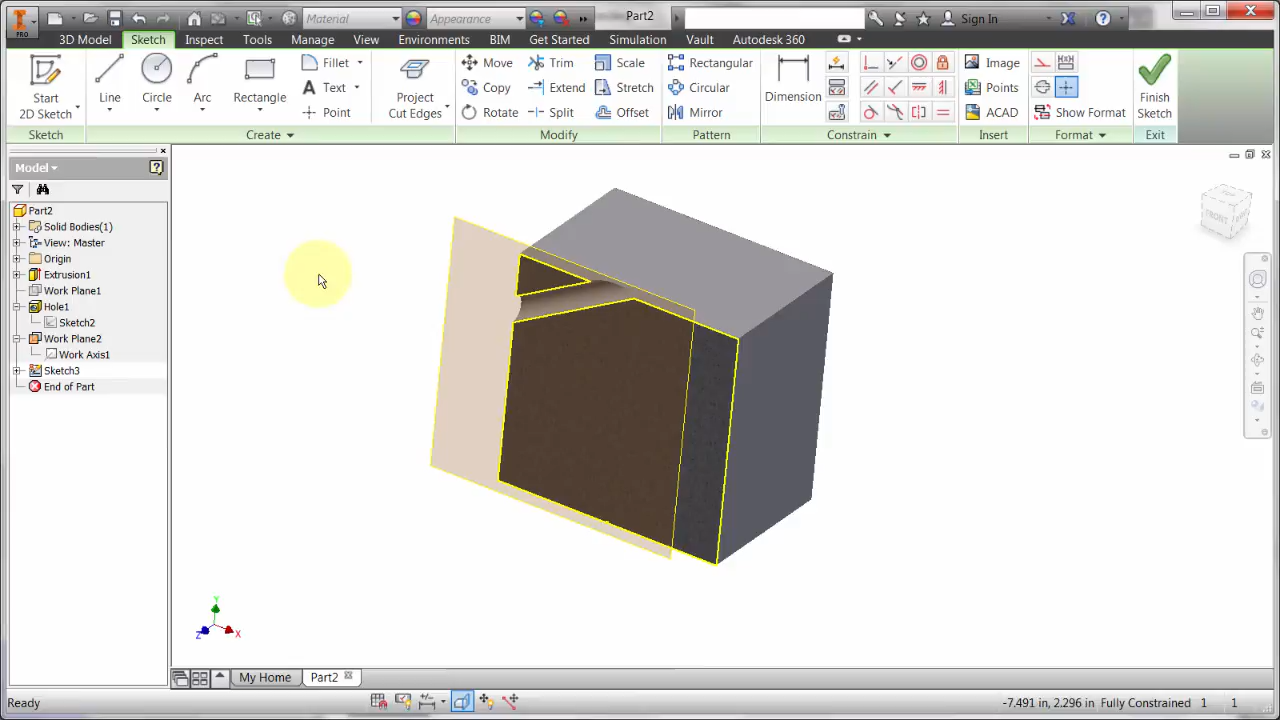 PRO
Material
Appearance
Part2
Sign In
3D Model Sketch Inspect Tools Manage View Environments BIM Get Started Simulation Vault Autodesk 360
Start 2D Sketch
Line
Circle
Arc
Rectangle
Fillet
Text
Point
Project Cut Edges
Move
Copy
Rotate
Trim
Extend
Split
Scale
Stretch
Offset
Rectangular
Circular
Mirror
Dimension
Image
Points
ACAD
Show Format
Finish Sketch
Sketch Create Modify Pattern Constrain Insert Format Exit
Model
Part2
Solid Bodies(1)
View: Master
Origin
Extrusion1
Work Plane1
Hole1
Sketch2
Work Plane2
Work Axis1
Sketch3
End of Part
FRONT
Y
Z
X
My Home Part2
Ready
-7.491 in, 2.296 in Fully Constrained 1 1